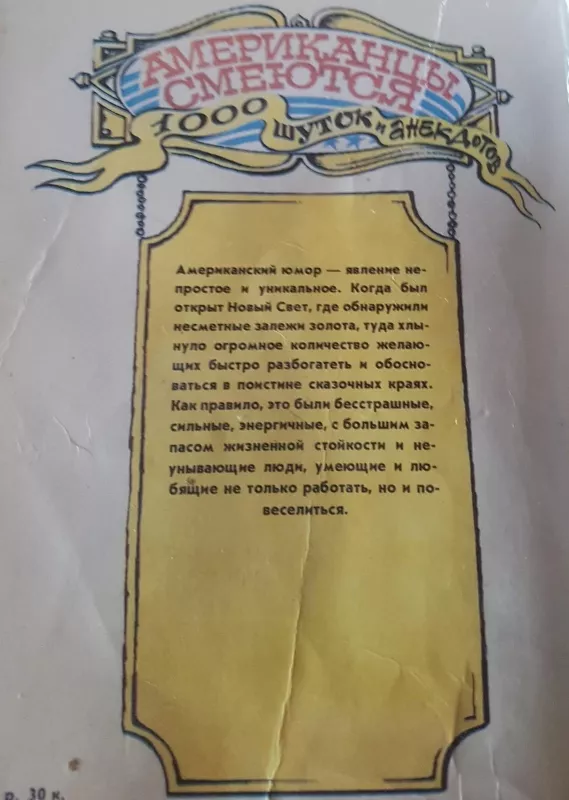 АМЕРИКАНЦЫ
СМЕЮТСЯ
1000 ШУТОК и АНЕКДОТОВ
Американский юмор — явление не-
простое и уникальное. Когда был
открыт Новый Свет, где обнаружили
несметные залежи золота, туда хлы-
нуло огромное количество желаю-
щих быстро разбогатеть и обосно-
ваться в поистине сказочных краях.
Как правило, это были бесстрашные,
сильные, энергичные, с большим за-
пасом жизненной стойкости и не-
унывающие люди, умеющие и лю-
бящие не только работать, но и по-
веселиться.
р. 30 к.